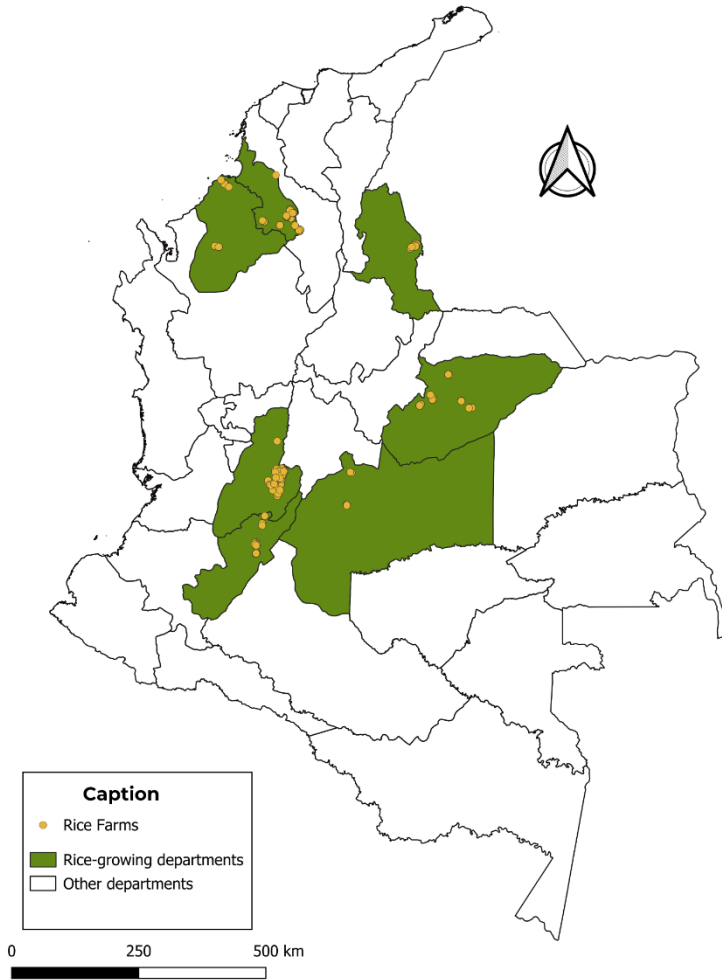 Caption
Rice Farms
Rice-growing departments
Other departments
0 250 500 km